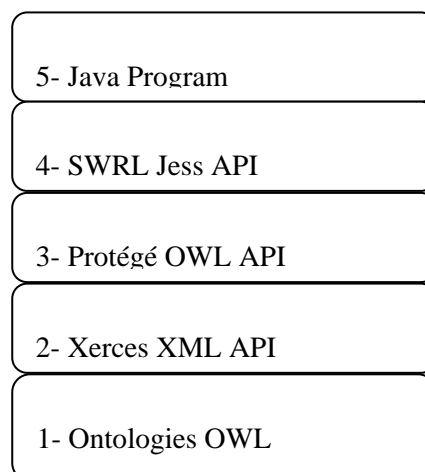 5- Java Program
4- SWRL Jess API
3- Protégé OWL API
2- Xerces XML API
1- Ontologies OWL